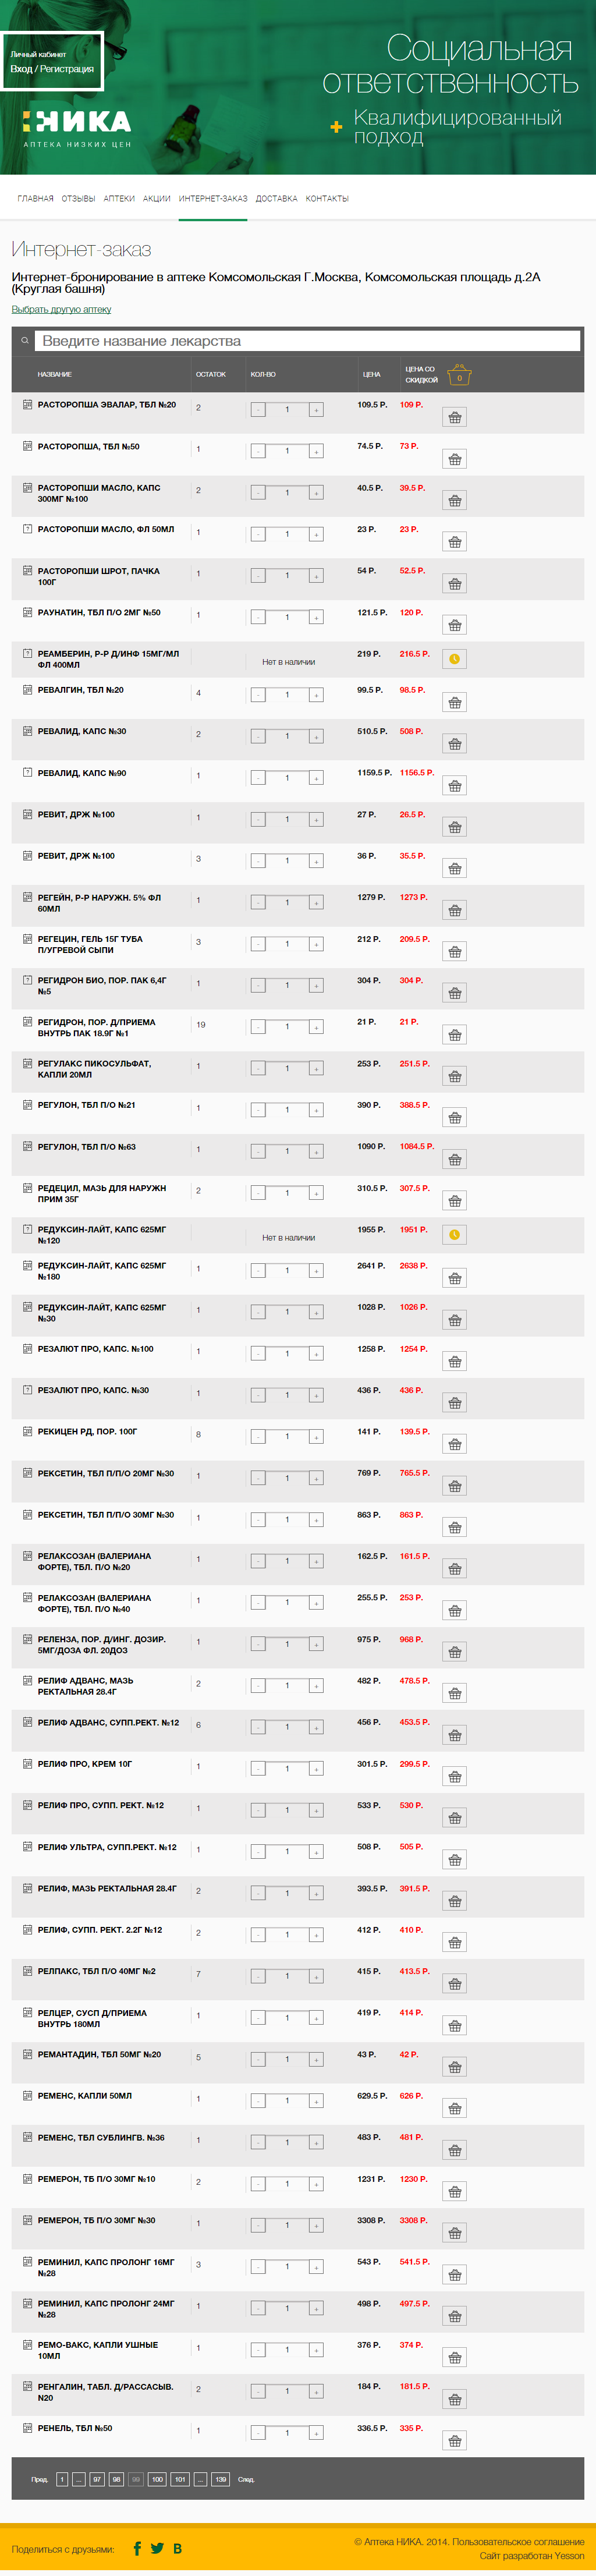 Личный кабинет
Вход / Регистрация
Социальная
ответственность
Квалифицированный
подход
НИКА
АПТЕКА НИЗКИХ ЦЕН
ГЛАВНАЯ ОТЗЫВЫ АПТЕКИ АКЦИИ ИНТЕРНЕТ-ЗАКАЗ ДОСТАВКА КОНТАКТЫ
Интернет-заказ
Интернет-бронирование в аптеке Комсомольская Г.Москва, Комсомольская площадь д.2А
(Круглая башня)
Выбрать другую аптеку
Введите название лекарства
НАЗВАНИЕ ОСТАТОК КОЛ-ВО ЦЕНА ЦЕНА СО СКИДКОЙ 0
РАСТОРОПША ЭВАЛАР, ТБЛ №20 2 - 1 + 109.5 Р. 109 Р.
РАСТОРОПША, ТБЛ №50 1 - 1 + 74.5 Р. 73 Р.
РАСТОРОПШИ МАСЛО, КАПС 300МГ №100 2 - 1 + 40.5 Р. 39.5 Р.
РАСТОРОПШИ МАСЛО, ФЛ 50МЛ 1 - 1 + 23 Р. 23 Р.
РАСТОРОПШИ ШРОТ, ПАЧКА 100Г 1 - 1 + 54 Р. 52.5 Р.
РАУНАТИН, ТБЛ П/О 2МГ №50 1 - 1 + 121.5 Р. 120 Р.
РЕАМБЕРИН, Р-Р Д/ИНФ 15МГ/МЛ ФЛ 400МЛ Нет в наличии 219 Р. 216.5 Р.
РЕВАЛГИН, ТБЛ №20 4 - 1 + 99.5 Р. 98.5 Р.
РЕВАЛИД, КАПС №30 2 - 1 + 510.5 Р. 508 Р.
РЕВАЛИД, КАПС №90 1 - 1 + 1159.5 Р. 1156.5 Р.
РЕВИТ, ДРЖ №100 1 - 1 + 27 Р. 26.5 Р.
РЕВИТ, ДРЖ №100 3 - 1 + 36 Р. 35.5 Р.
РЕГЕЙН, Р-Р НАРУЖН. 5% ФЛ 60МЛ 1 - 1 + 1279 Р. 1273 Р.
РЕГЕЦИН, ГЕЛЬ 15Г ТУБА П/УГРЕВОЙ СЫПИ 3 - 1 + 212 Р. 209.5 Р.
РЕГИДРОН БИО, ПОР. ПАК 6,4Г №5 1 - 1 + 304 Р. 304 Р.
РЕГИДРОН, ПОР. Д/ПРИЕМА ВНУТРЬ ПАК 18.9Г №1 19 - 1 + 21 Р. 21 Р.
РЕГУЛАКС ПИКОСУЛЬФАТ, КАПЛИ 20МЛ 1 - 1 + 253 Р. 251.5 Р.
РЕГУЛОН, ТБЛ П/О №21 1 - 1 + 390 Р. 388.5 Р.
РЕГУЛОН, ТБЛ П/О №63 1 - 1 + 1090 Р. 1084.5 Р.
РЕДЕЦИЛ, МАЗЬ ДЛЯ НАРУЖН ПРИМ 35Г 2 - 1 + 310.5 Р. 307.5 Р.
РЕДУКСИН-ЛАЙТ, КАПС 625МГ №120 Нет в наличии 1955 Р. 1951 Р.
РЕДУКСИН-ЛАЙТ, КАПС 625МГ №180 1 - 1 + 2641 Р. 2638 Р.
РЕДУКСИН-ЛАЙТ, КАПС 625МГ №30 1 - 1 + 1028 Р. 1026 Р.
РЕЗАЛЮТ ПРО, КАПС. №100 1 - 1 + 1258 Р. 1254 Р.
РЕЗАЛЮТ ПРО, КАПС. №30 1 - 1 + 436 Р. 436 Р.
РЕКИЦЕН РД, ПОР. 100Г 8 - 1 + 141 Р. 139.5 Р.
РЕКСЕТИН, ТБЛ П/П/О 20МГ №30 1 - 1 + 769 Р. 765.5 Р.
РЕКСЕТИН, ТБЛ П/П/О 30МГ №30 1 - 1 + 863 Р. 863 Р.
РЕЛАКСОЗАН (ВАЛЕРИАНА ФОРТЕ), ТБЛ. П/О №20 1 - 1 + 162.5 Р. 161.5 Р.
РЕЛАКСОЗАН (ВАЛЕРИАНА ФОРТЕ), ТБЛ. П/О №40 1 - 1 + 255.5 Р. 253 Р.
РЕЛЕНЗА, ПОР. Д/ИНГ. ДОЗИР. 5МГ/ДОЗА ФЛ. 20ДОЗ 1 - 1 + 975 Р. 968 Р.
РЕЛИФ АДВАНС, МАЗЬ РЕКТАЛЬНАЯ 28.4Г 2 - 1 + 482 Р. 478.5 Р.
РЕЛИФ АДВАНС, СУПП.РЕКТ. №12 6 - 1 + 456 Р. 453.5 Р.
РЕЛИФ ПРО, КРЕМ 10Г 1 - 1 + 301.5 Р. 299.5 Р.
РЕЛИФ ПРО, СУПП. РЕКТ. №12 1 - 1 + 533 Р. 530 Р.
РЕЛИФ УЛЬТРА, СУПП.РЕКТ. №12 1 - 1 + 508 Р. 505 Р.
РЕЛИФ, МАЗЬ РЕКТАЛЬНАЯ 28.4Г 2 - 1 + 393.5 Р. 391.5 Р.
РЕЛИФ, СУПП. РЕКТ. 2.2Г №12 2 - 1 + 412 Р. 410 Р.
РЕЛПАКС, ТБЛ П/О 40МГ №2 7 - 1 + 415 Р. 413.5 Р.
РЕЛЦЕР, СУСП Д/ПРИЕМА ВНУТРЬ 180МЛ 1 - 1 + 419 Р. 414 Р.
РЕМАНТАДИН, ТБЛ 50МГ №20 5 - 1 + 43 Р. 42 Р.
РЕМЕНС, КАПЛИ 50МЛ 1 - 1 + 629.5 Р. 626 Р.
РЕМЕНС, ТБЛ СУБЛИНГВ. №36 1 - 1 + 483 Р. 481 Р.
РЕМЕРОН, ТБ П/О 30МГ №10 2 - 1 + 1231 Р. 1230 Р.
РЕМЕРОН, ТБ П/О 30МГ №30 1 - 1 + 3308 Р. 3308 Р.
РЕМИНИЛ, КАПС ПРОЛОНГ 16МГ №28 3 - 1 + 543 Р. 541.5 Р.
РЕМИНИЛ, КАПС ПРОЛОНГ 24МГ №28 1 - 1 + 498 Р. 497.5 Р.
РЕМО-ВАКС, КАПЛИ УШНЫЕ 10МЛ 1 - 1 + 376 Р. 374 Р.
РЕНГАЛИН, ТАБЛ. Д/РАССАСЫВ. N20 2 - 1 + 184 Р. 181.5 Р.
РЕНЕЛЬ, ТБЛ №50 1 - 1 + 336.5 Р. 335 Р.
Пред. 1 ... 97 98 99 100 101 ... 139 След.
Поделиться с друзьями:
© Аптека НИКА. 2014. Пользовательское соглашение
Сайт разработан Yesson